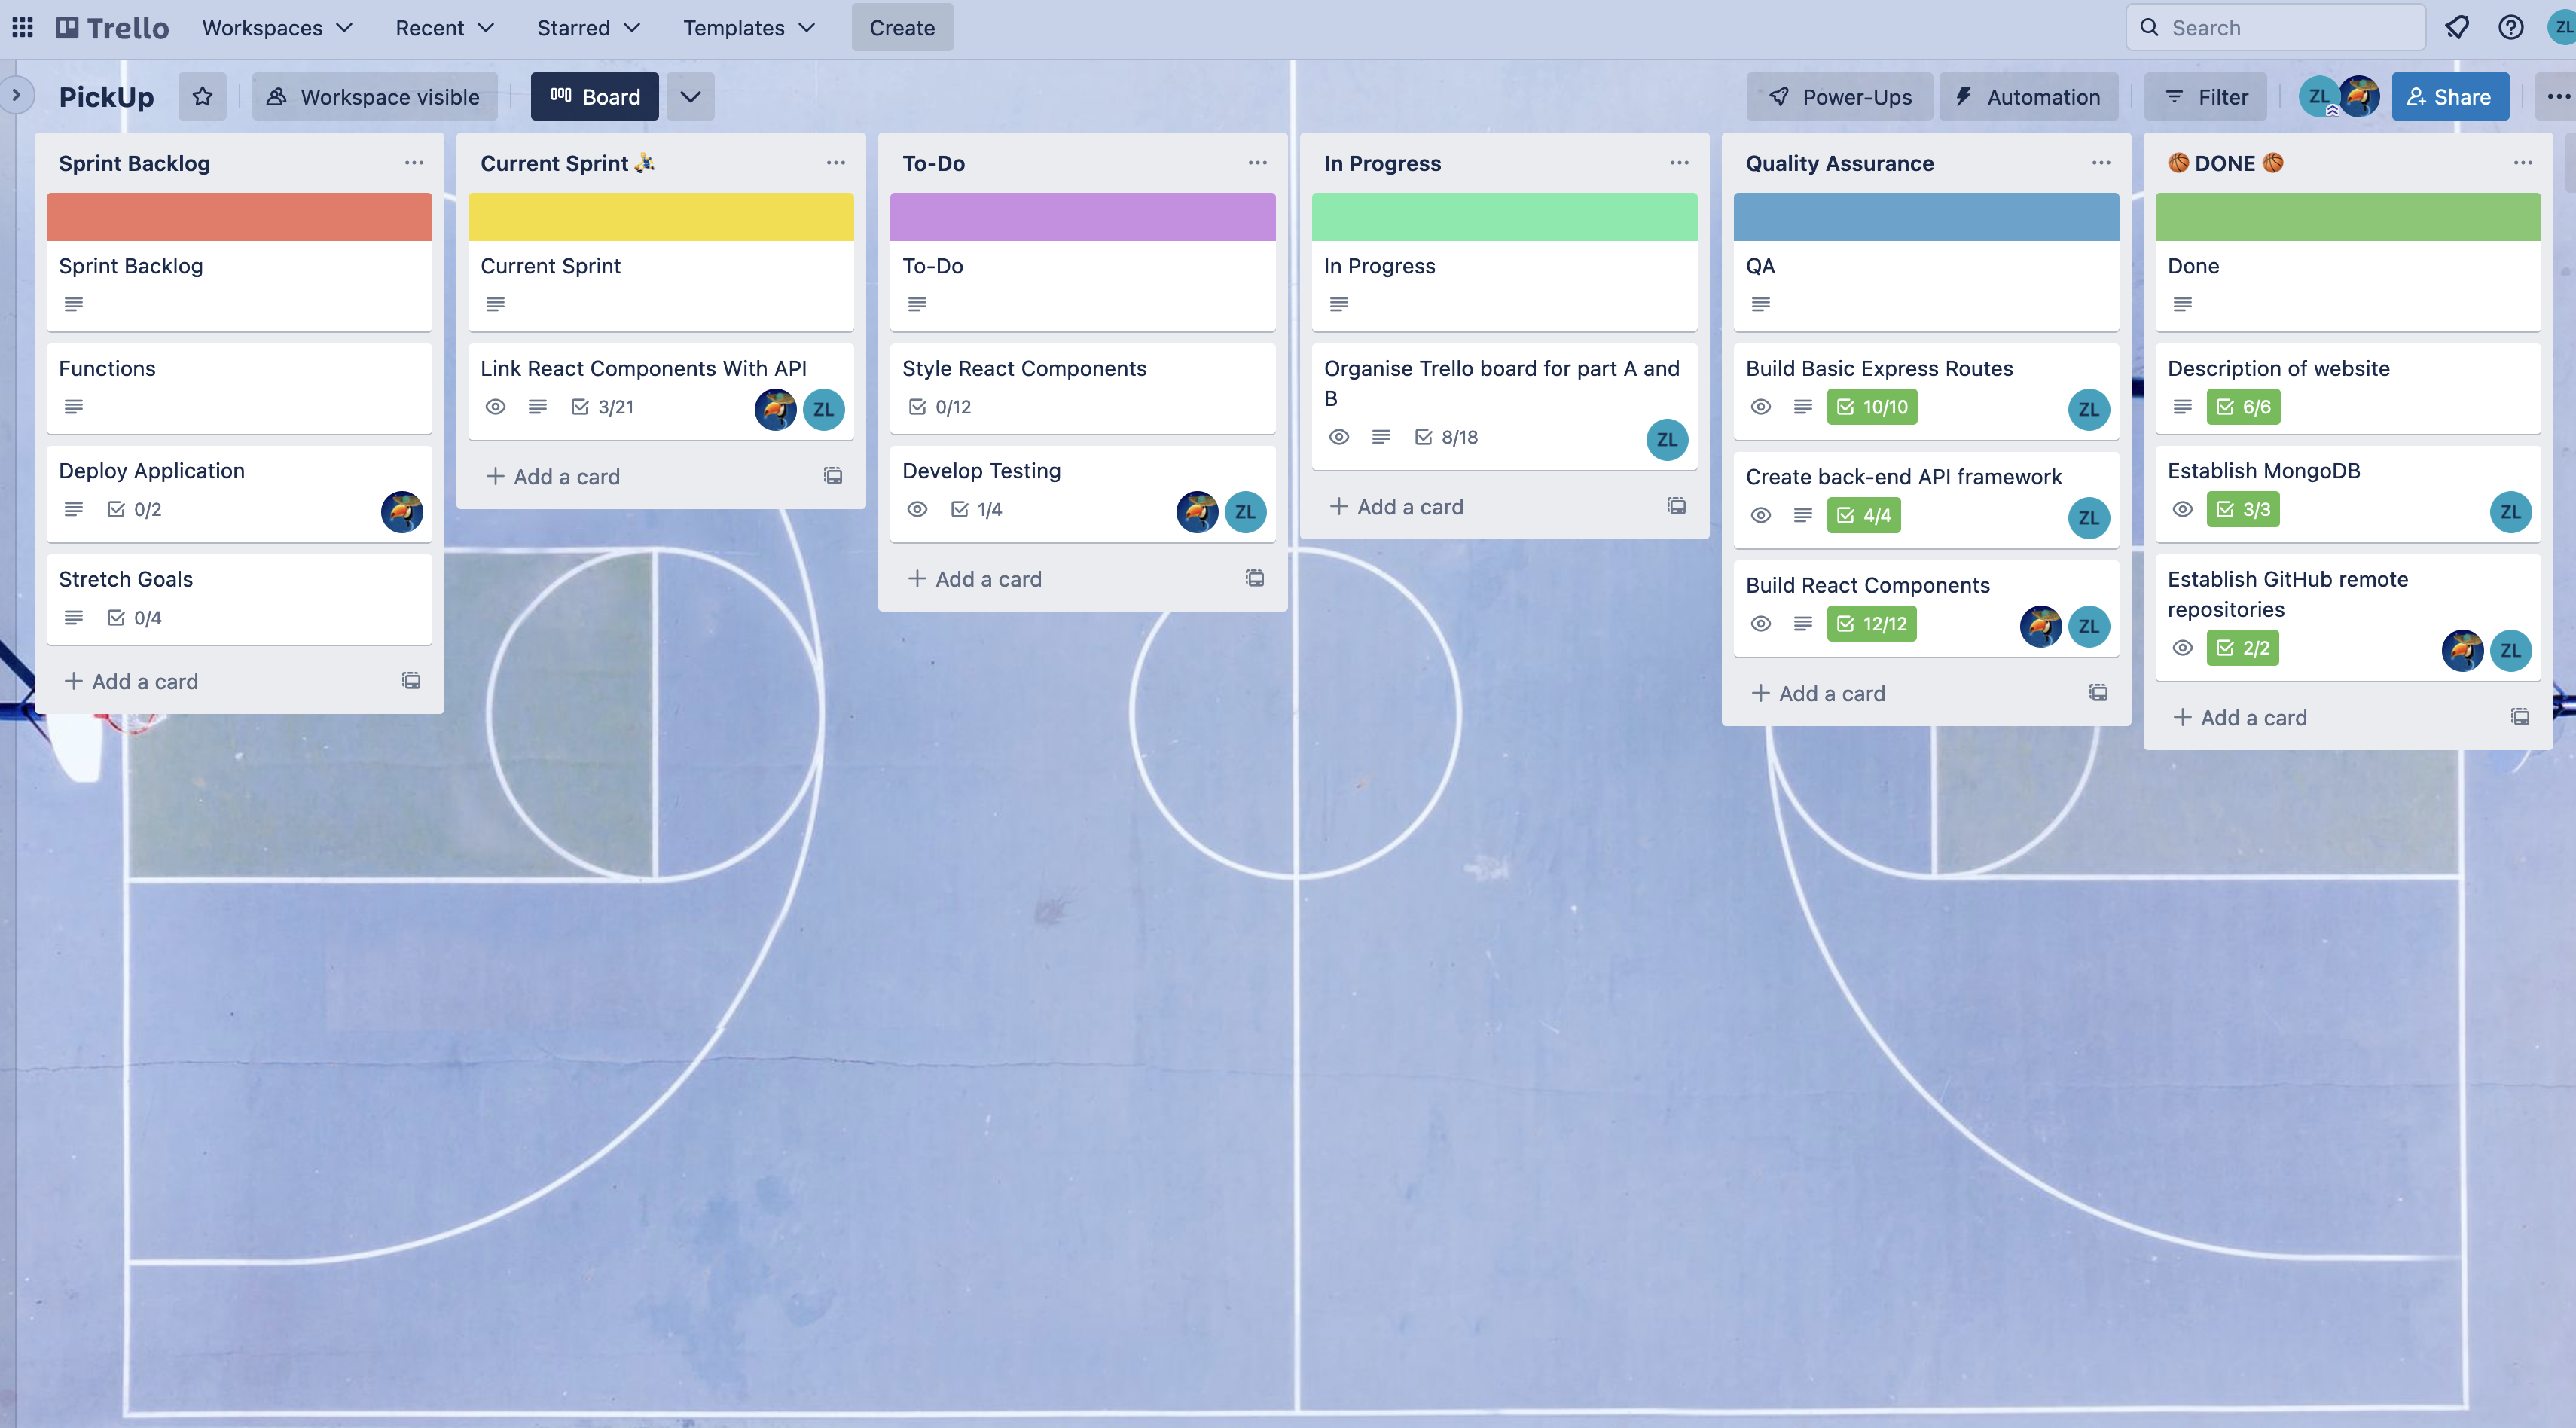 Trello Workspaces Recent Starred Templates Create Search ZL
PickUp Workspace visible Board Power-Ups Automation Filter ZL Share
Sprint Backlog
Sprint Backlog
Functions
Deploy Application
0/2
Stretch Goals
0/4
Add a card
Current Sprint
Current Sprint
Link React Components With API
3/21 ZL
Add a card
To-Do
To-Do
Style React Components
0/12
Develop Testing
1/4 ZL
Add a card
In Progress
In Progress
Organise Trello board for part A and
B
8/18 ZL
Add a card
Quality Assurance
QA
Build Basic Express Routes
10/10 ZL
Create back-end API framework
4/4 ZL
Build React Components
12/12 ZL
Add a card
🏀 DONE 🏀
Done
Description of website
6/6
Establish MongoDB
3/3 ZL
Establish GitHub remote
repositories
2/2 ZL
Add a card